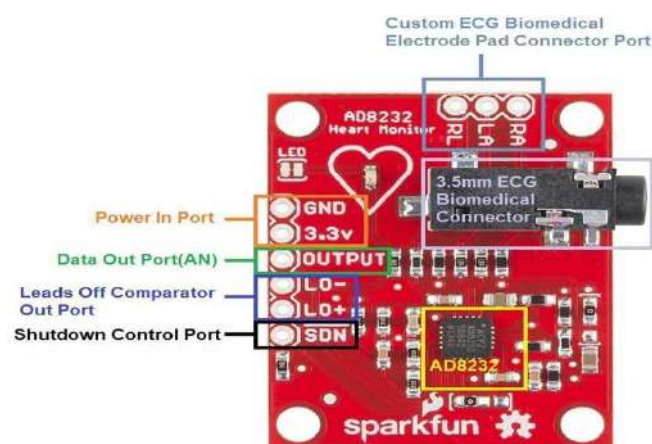 Custom ECG Biomedical
Electrode Pad Connector Port
AD8232
Heart Monitor
RL
LA
RA
LED
3.5mm ECG
Biomedical
Connector
Power In Port
GND
3.3v
Data Out Port(AN)
OUTPUT
Leads Off Comparator
Out Port
LO-
LO+
Shutdown Control Port
SDN
AD8232
sparkfun